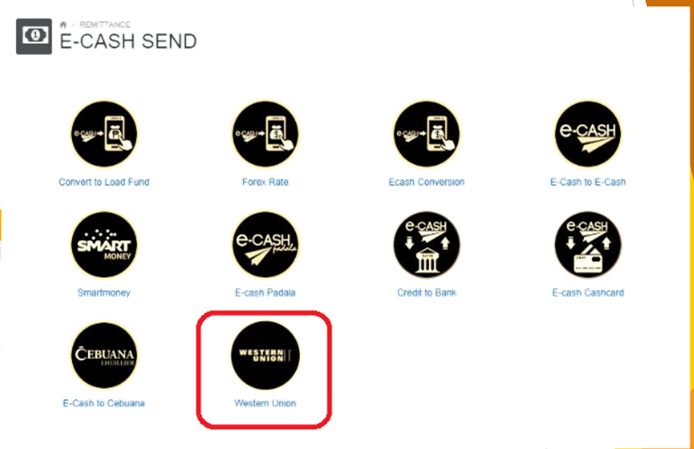 REMITTANCE
E-CASH SEND
e-CASH
P
e-CASH
$
e-CASH
$
e-CASH
Convert to Load Fund
Forex Rate
Ecash Conversion
E-Cash to E-Cash
SMART
MONEY
e-CASH
padala
e-CASH
e-CASH
Smartmoney
E-cash Padala
Credit to Bank
E-cash Cashcard
CEBUANA
LHUILLIER
WESTERN
UNION
E-Cash to Cebuana
Western Union